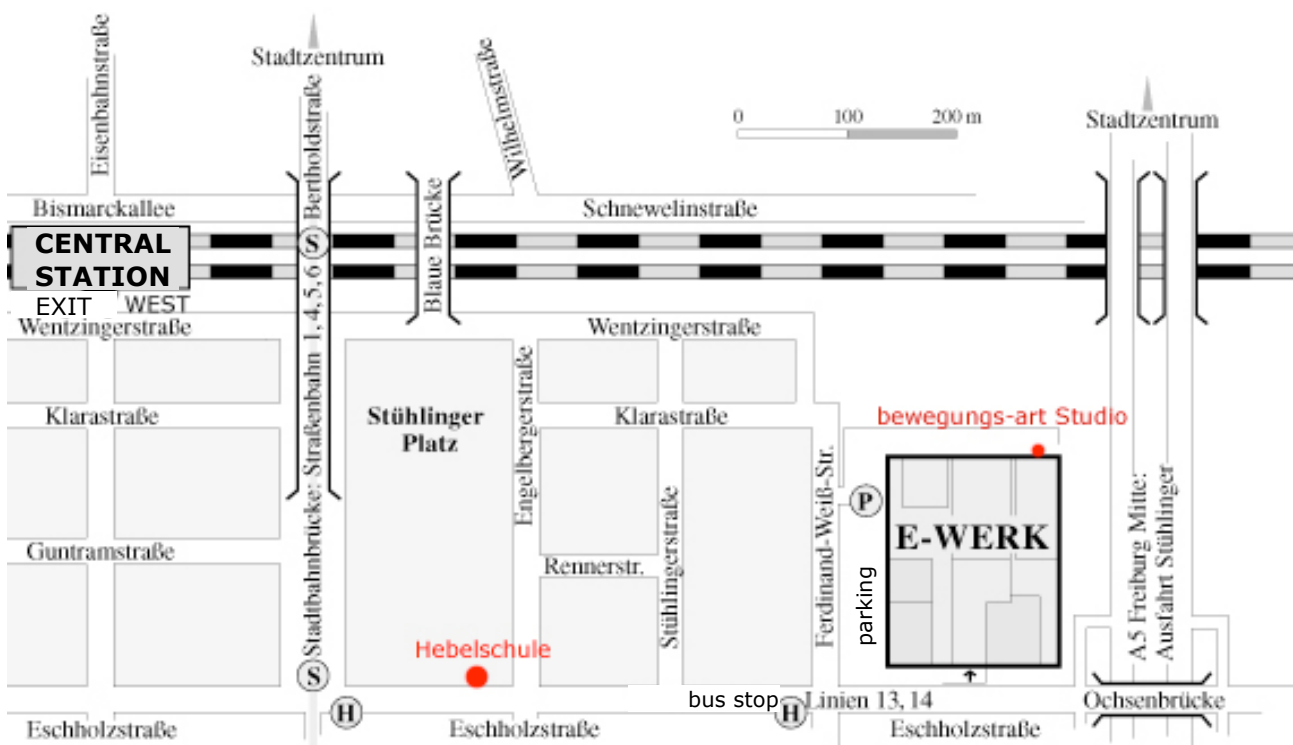 Stadtzentrum
Eisenbahnstraße
Bertholdstraße
Wilhelmstraße
0 100 200 m
Stadtzentrum
Bismarckallee
Schnewelinstraße
CENTRAL
STATION
EXIT WEST
S
Blaue Brücke
Wentzingerstraße
Wentzingerstraße
Stadtbahnbrücke: Straßenbahn 1, 4, 5, 6
Klarastraße
Stühlinger
Platz
Engelbergerstraße
Klarastraße
bewegungs-art Studio
Ferdinand-Weiß-Str.
P
E-WERK
parking
A5 Freiburg Mitte:
Ausfahrt Stühlinger
Guntramstraße
Rennerstr.
Stühlingerstraße
Hebelschule
S
H
bus stop
H
Linien 13, 14
Ochsenbrücke
Eschholzstraße
Eschholzstraße
Eschholzstraße